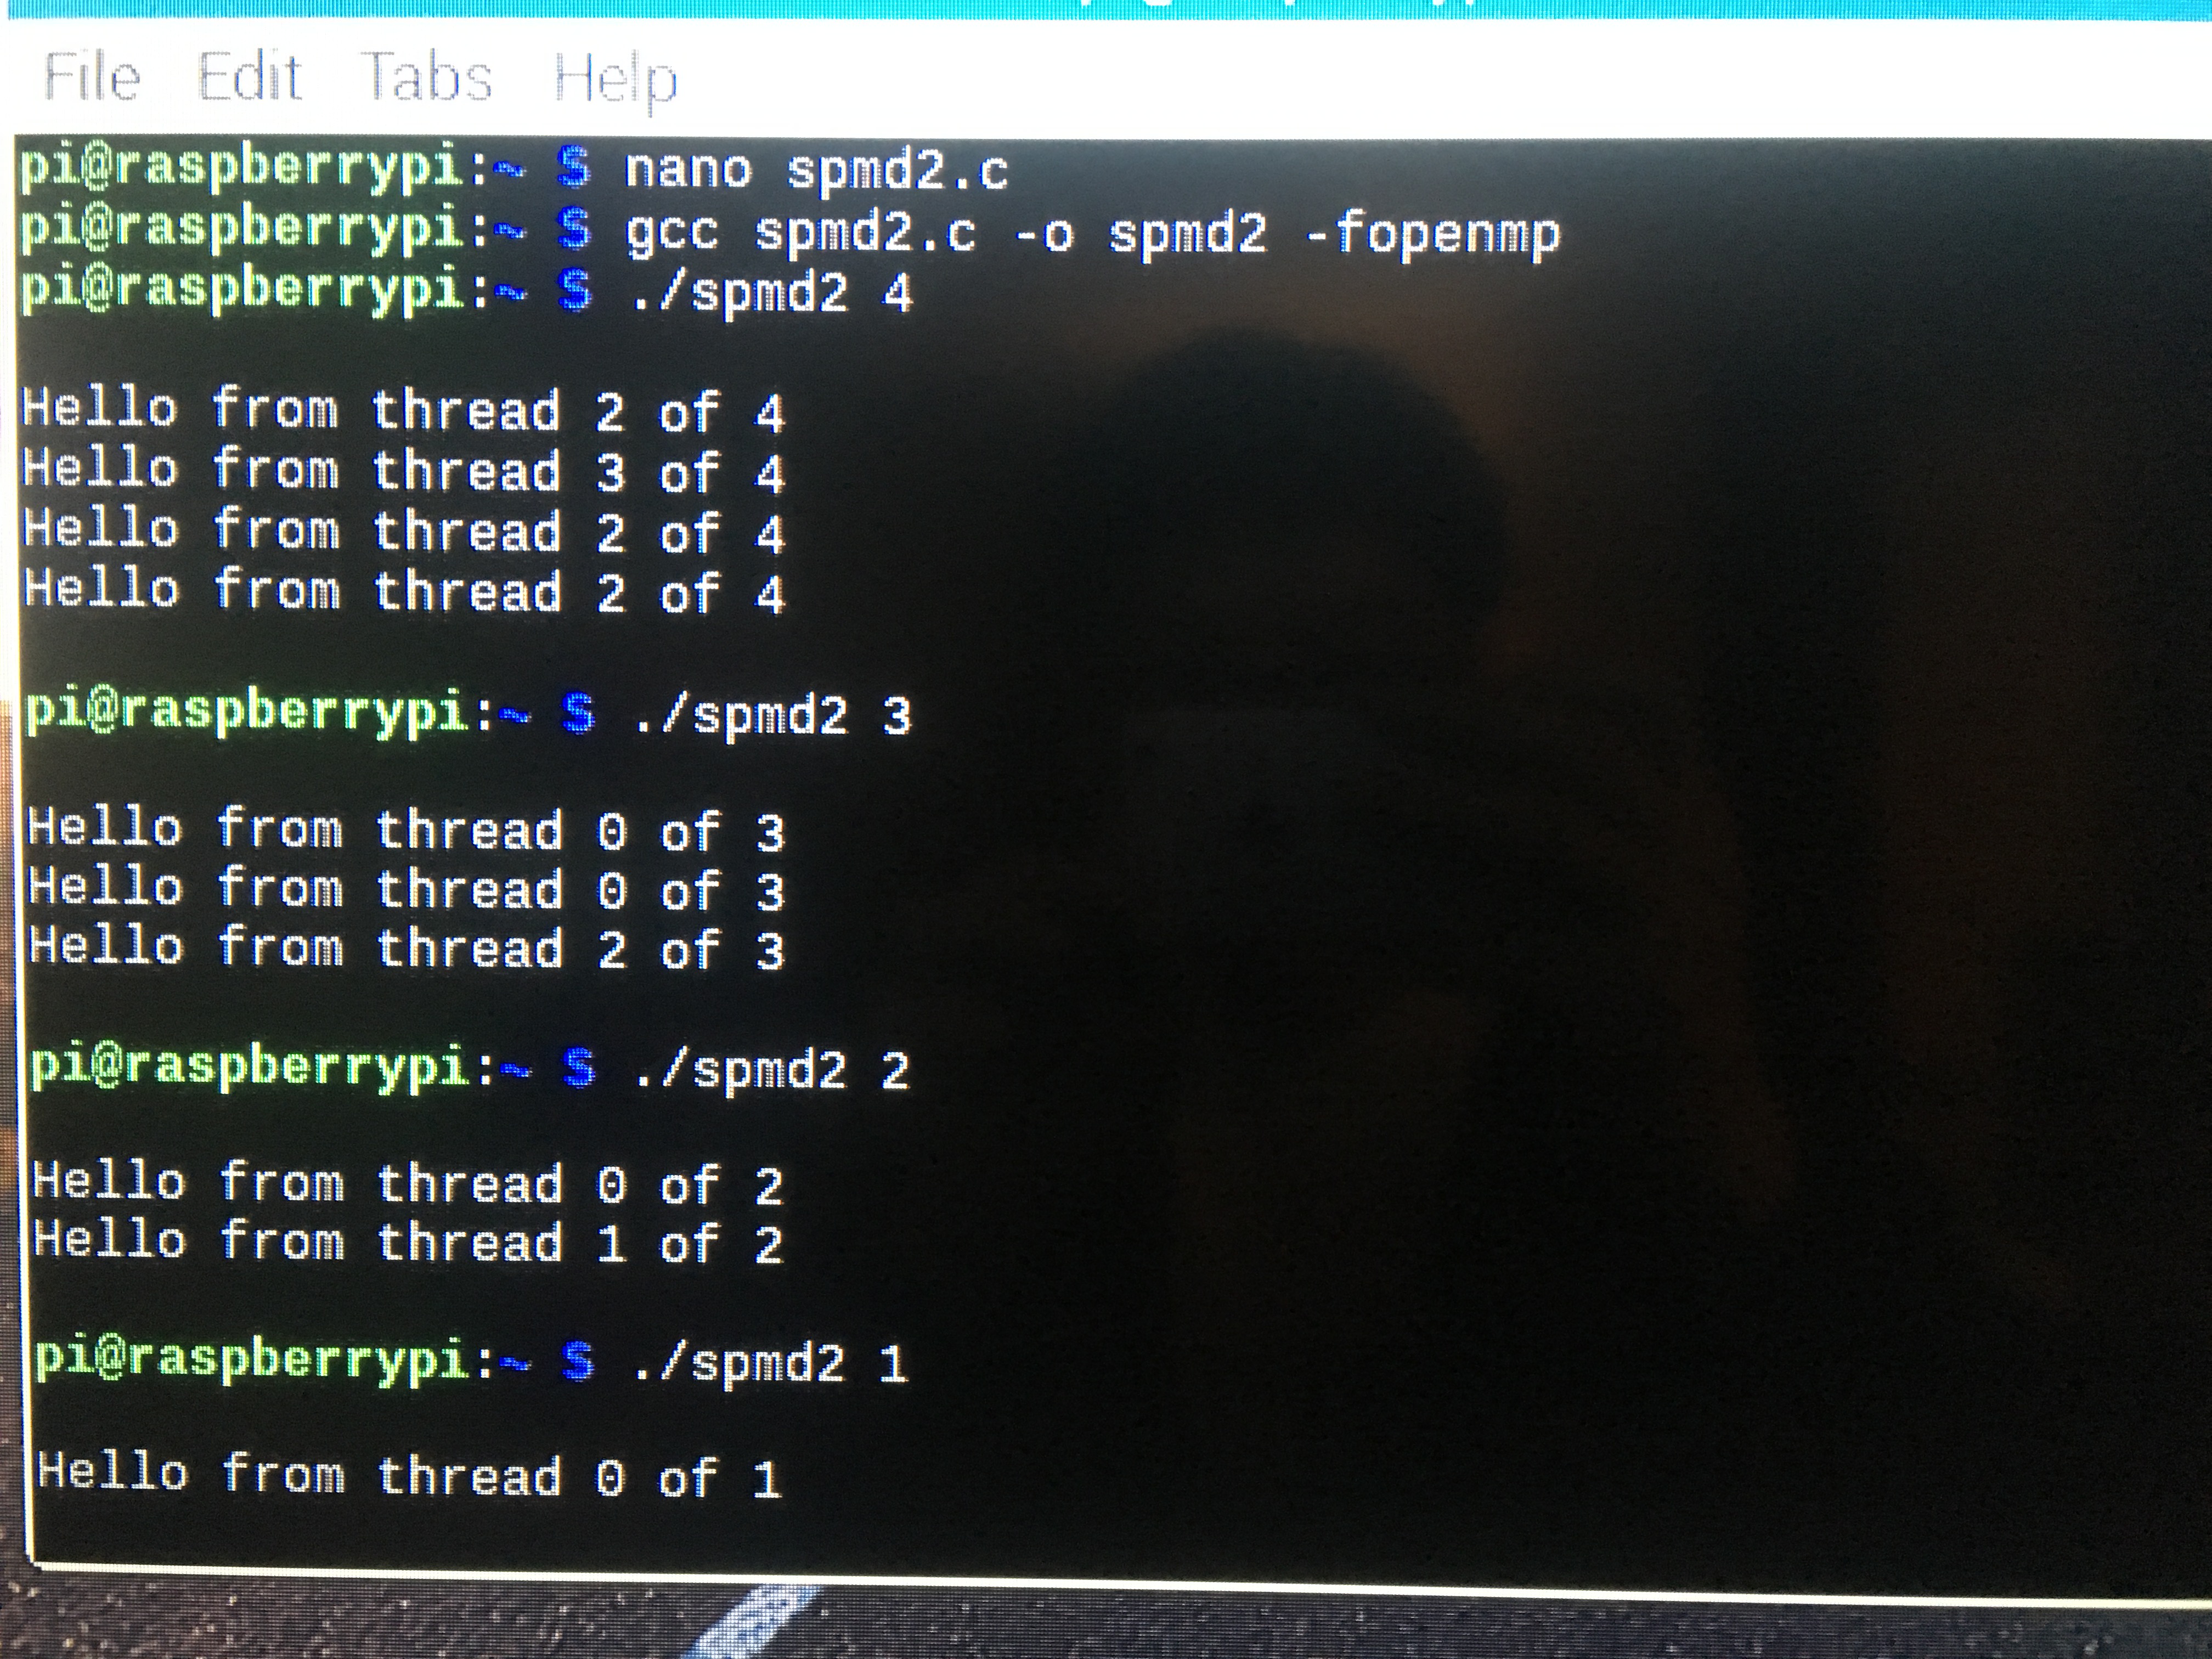 File Edit Tabs Help
pi@raspberrypi:~ $ nano spmd2.c
pi@raspberrypi:~ $ gcc spmd2.c -o spmd2 -fopenmp
pi@raspberrypi:~ $ ./spmd2 4
Hello from thread 2 of 4
Hello from thread 3 of 4
Hello from thread 2 of 4
Hello from thread 2 of 4
pi@raspberrypi:~ $ ./spmd2 3
Hello from thread 0 of 3
Hello from thread 0 of 3
Hello from thread 2 of 3
pi@raspberrypi:~ $ ./spmd2 2
Hello from thread 0 of 2
Hello from thread 1 of 2
pi@raspberrypi:~ $ ./spmd2 1
Hello from thread 0 of 1